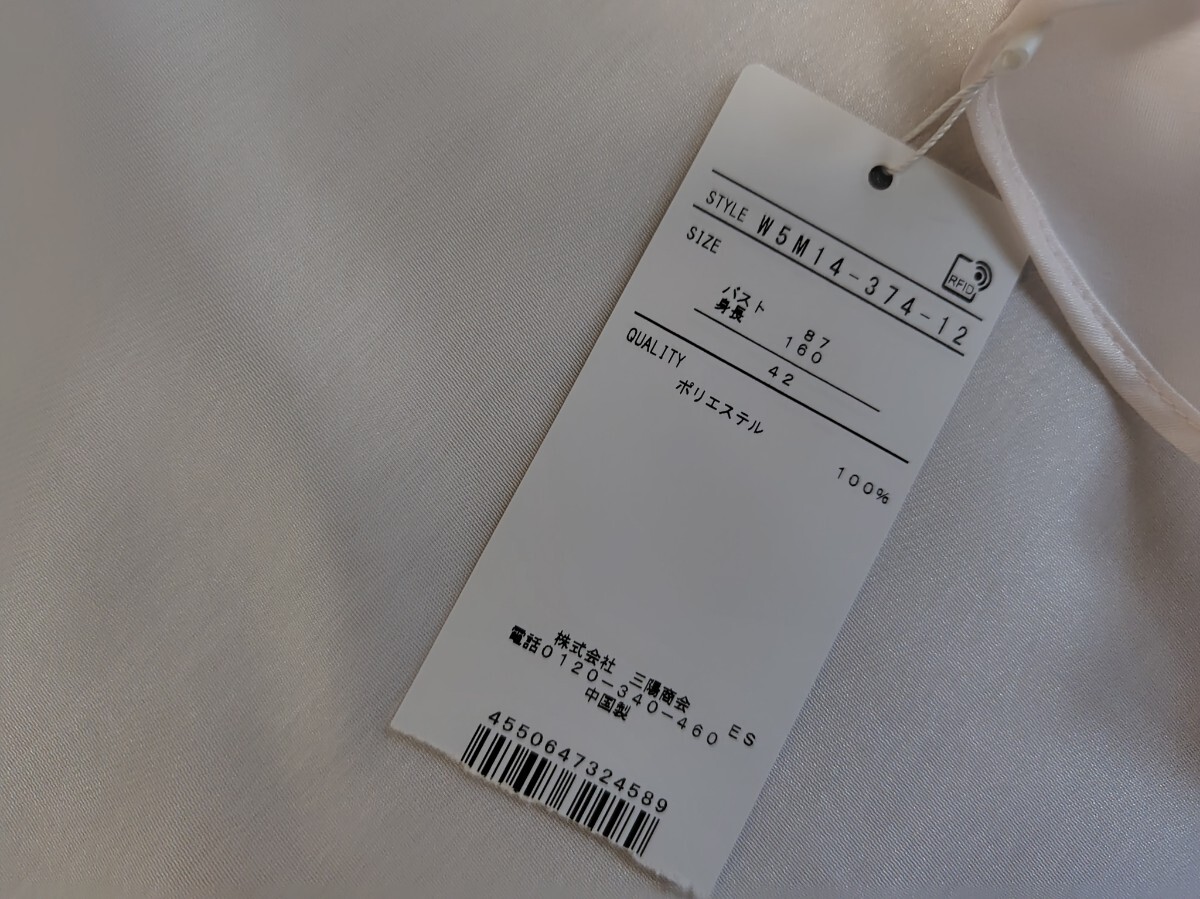 STYLE W5M14-374-12
RFID
SIZE
バスト 87
身長 160
42
QUALITY
ポリエステル
100%
株式会社 三陽商会 ES
電話0120-340-460
中国製
4550647324589